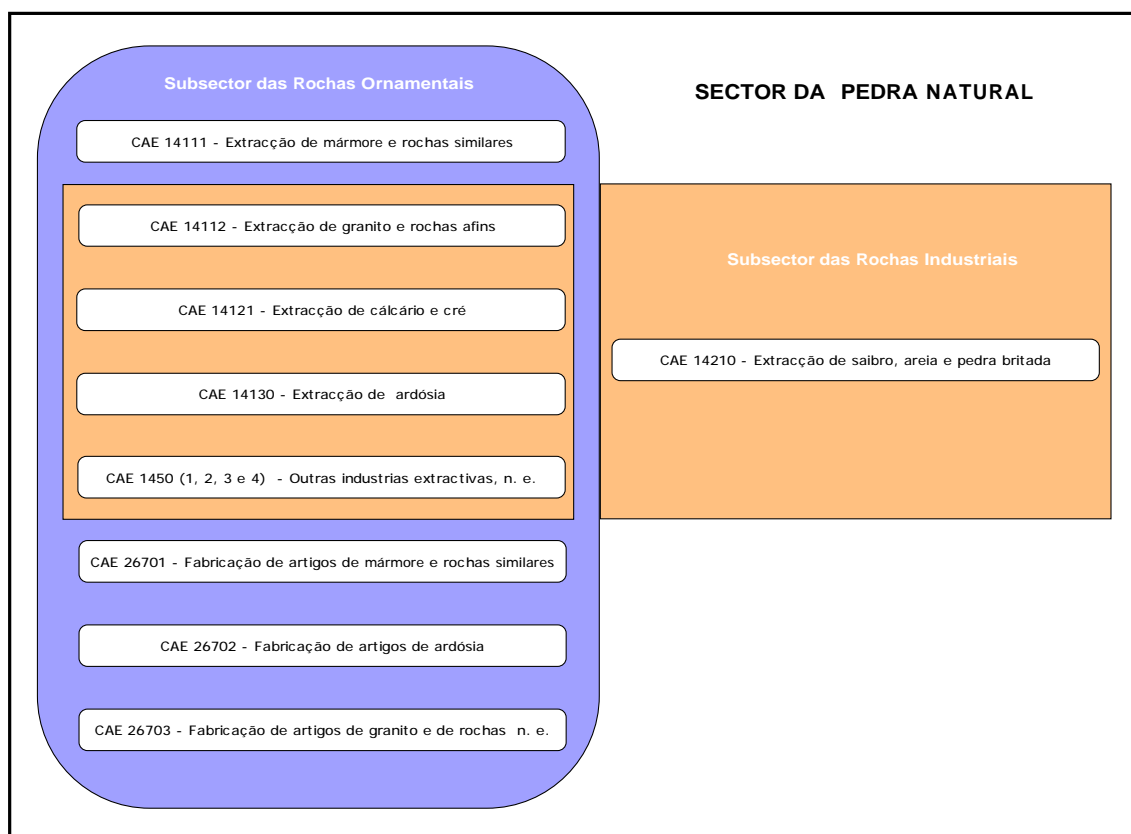 Subsector das Rochas Ornamentais
SECTOR DA PEDRA NATURAL
CAE 14111 - Extracção de mármore e rochas similares
CAE 14112 - Extracção de granito e rochas afins
Subsector das Rochas Industriais
CAE 14121 - Extracção de cálcário e cré
CAE 14210 - Extracção de saibro, areia e pedra britada
CAE 14130 - Extracção de ardósia
CAE 1450 (1, 2, 3 e 4) - Outras industrias extractivas, n. e.
CAE 26701 - Fabricação de artigos de mármore e rochas similares
CAE 26702 - Fabricação de artigos de ardósia
CAE 26703 - Fabricação de artigos de granito e de rochas n. e.